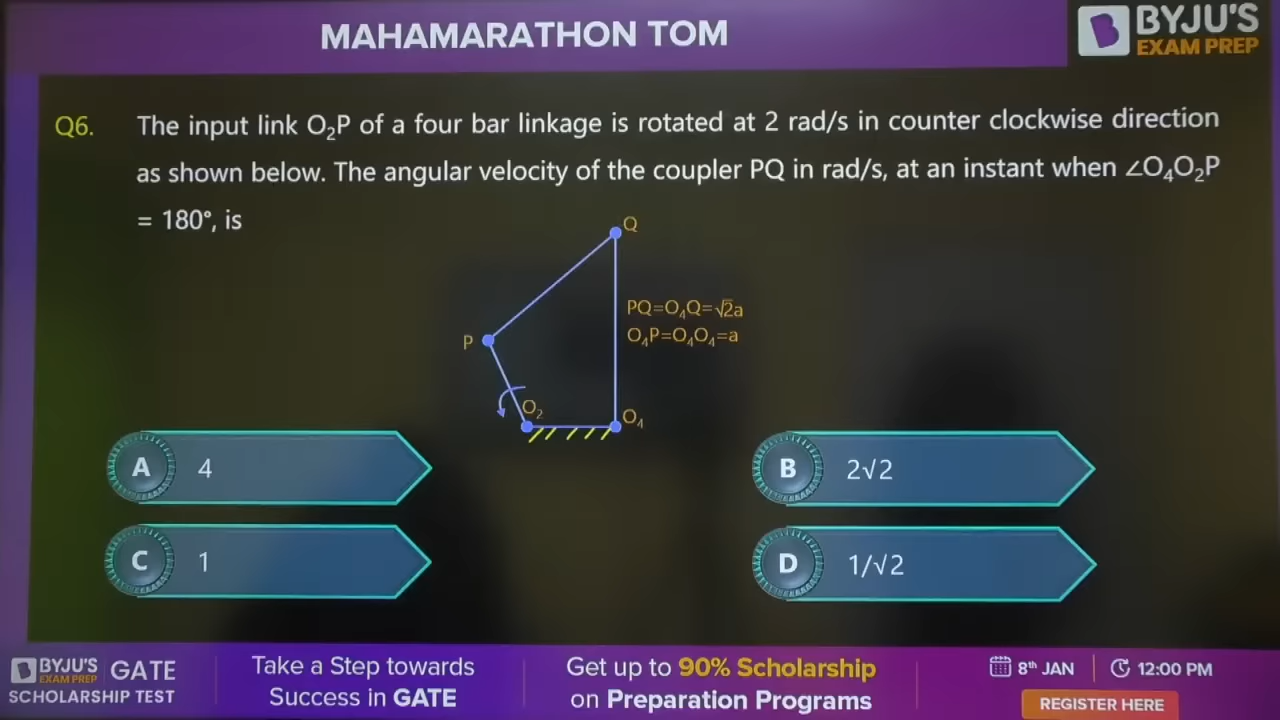 MAHAMARATHON TOM
BYJU'S
EXAM PREP
Q6. The input link O₂P of a four bar linkage is rotated at 2 rad/s in counter clockwise direction
as shown below. The angular velocity of the coupler PQ in rad/s, at an instant when ∠O₄O₂P
= 180°, is
Q
PQ=O₄Q=√2a
O₄P=O₄O₄=a
P
O₂
O₄
A 4
B 2√2
C 1
D 1/√2
BYJU'S
EXAM PREP
GATE
SCHOLARSHIP TEST
Take a Step towards
Success in GATE
Get up to 90% Scholarship
on Preparation Programs
8th JAN
12:00 PM
REGISTER HERE